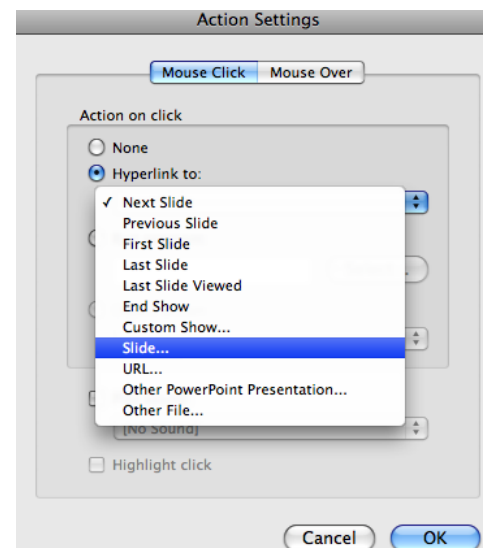 Action Settings
Mouse Click Mouse Over
Action on click
None
Hyperlink to:
✓ Next Slide
Previous Slide
First Slide
Last Slide
Last Slide Viewed
End Show
Custom Show...
Slide...
URL...
Other PowerPoint Presentation...
Other File...
[No Sound]
Highlight click
Cancel OK